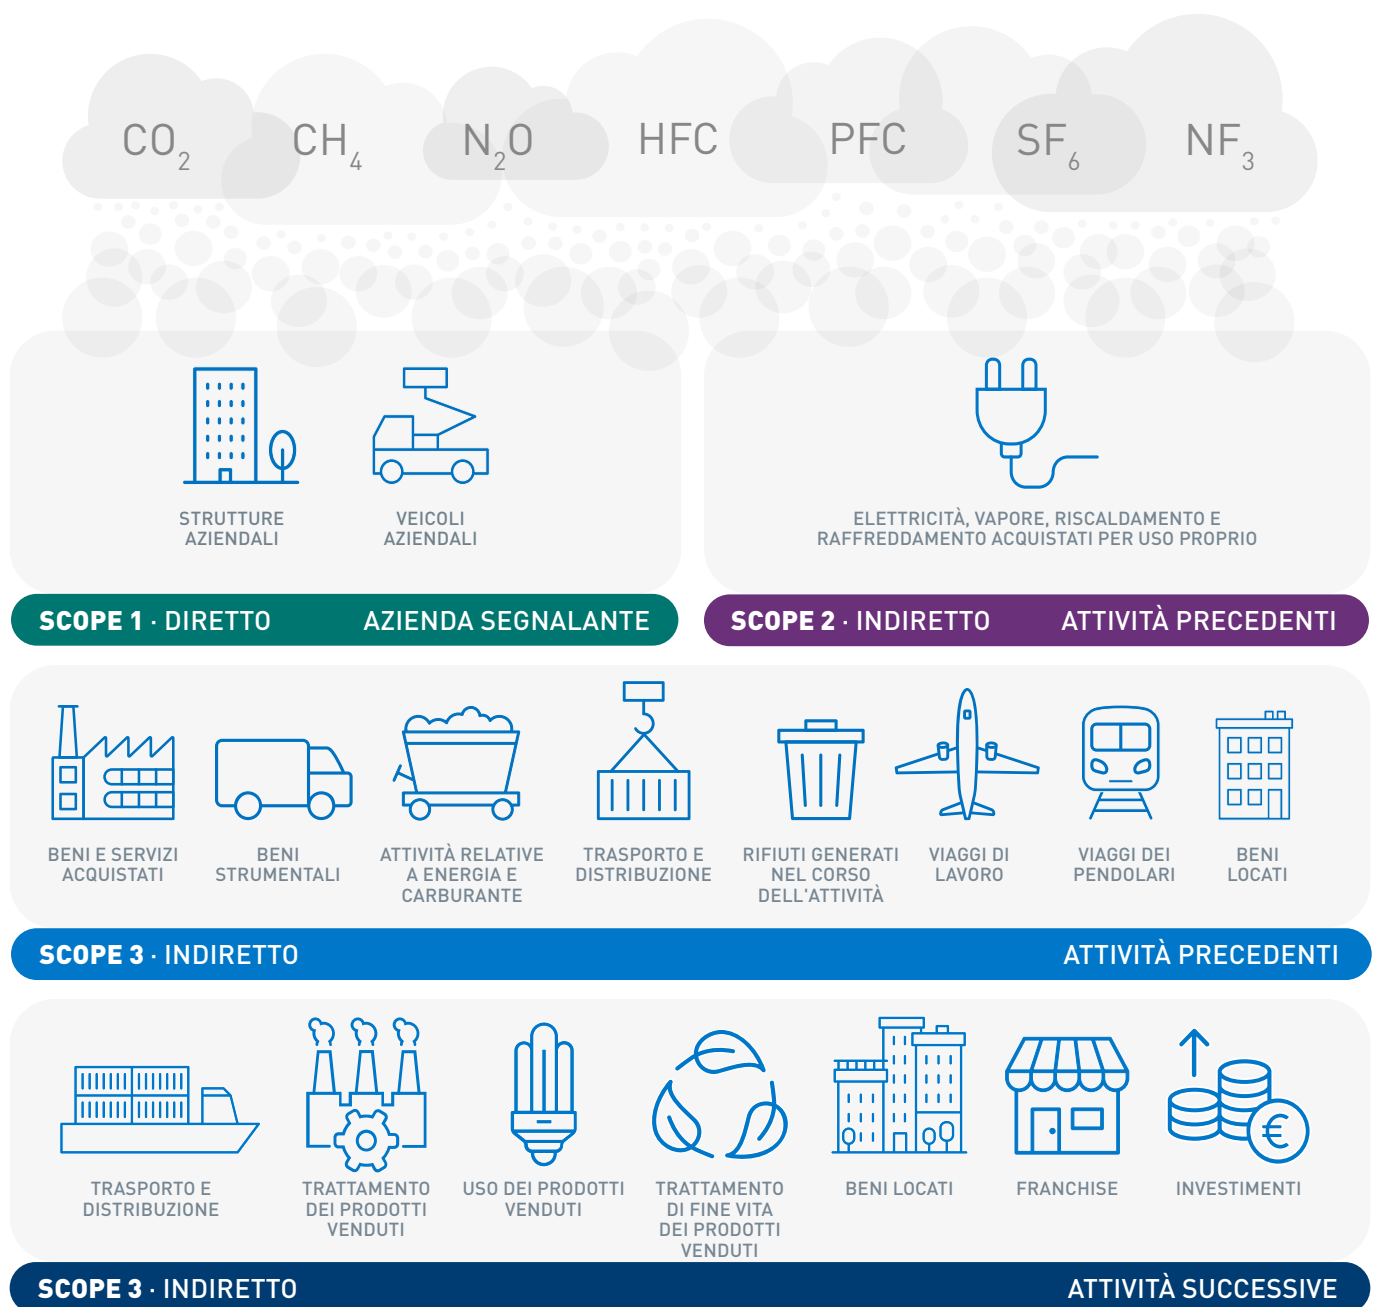 CO2 CH4 N2O HFC PFC SF6 NF3
STRUTTURE
AZIENDALI
VEICOLI
AZIENDALI
ELETTRICITÀ, VAPORE, RISCALDAMENTO E
RAFFREDDAMENTO ACQUISTATI PER USO PROPRIO
SCOPE 1 · DIRETTO AZIENDA SEGNALANTE
SCOPE 2 · INDIRETTO ATTIVITÀ PRECEDENTI
BENI E SERVIZI
ACQUISTATI
BENI
STRUMENTALI
ATTIVITÀ RELATIVE
A ENERGIA E
CARBURANTE
TRASPORTO E
DISTRIBUZIONE
RIFIUTI GENERATI
NEL CORSO
DELL'ATTIVITÀ
VIAGGI DI
LAVORO
VIAGGI DEI
PENDOLARI
BENI
LOCATI
SCOPE 3 · INDIRETTO ATTIVITÀ PRECEDENTI
€
TRASPORTO E
DISTRIBUZIONE
TRATTAMENTO
DEI PRODOTTI
VENDUTI
USO DEI PRODOTTI
VENDUTI
TRATTAMENTO
DI FINE VITA
DEI PRODOTTI
VENDUTI
BENI LOCATI
FRANCHISE
INVESTIMENTI
SCOPE 3 · INDIRETTO ATTIVITÀ SUCCESSIVE